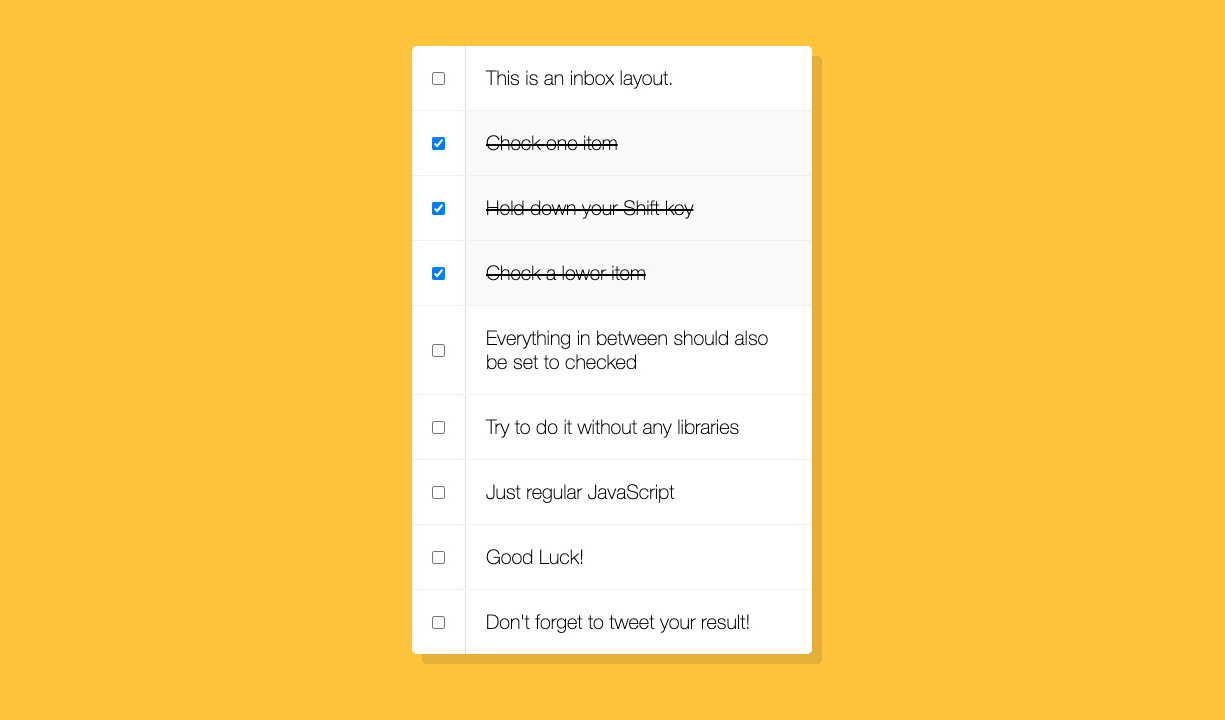 This is an inbox layout.
Check one item
Hold down your Shift key
Check a lower item
Everything in between should also
be set to checked
Try to do it without any libraries
Just regular JavaScript
Good Luck!
Don't forget to tweet your result!